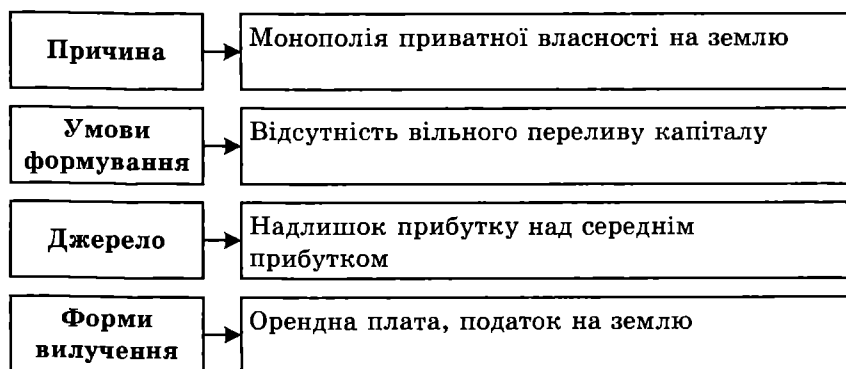 Причина
Монополія приватної власності на землю
Умови
формування
Відсутність вільного переливу капіталу
Джерело
Надлишок прибутку над середнім
прибутком
Форми
вилучення
Орендна плата, податок на землю